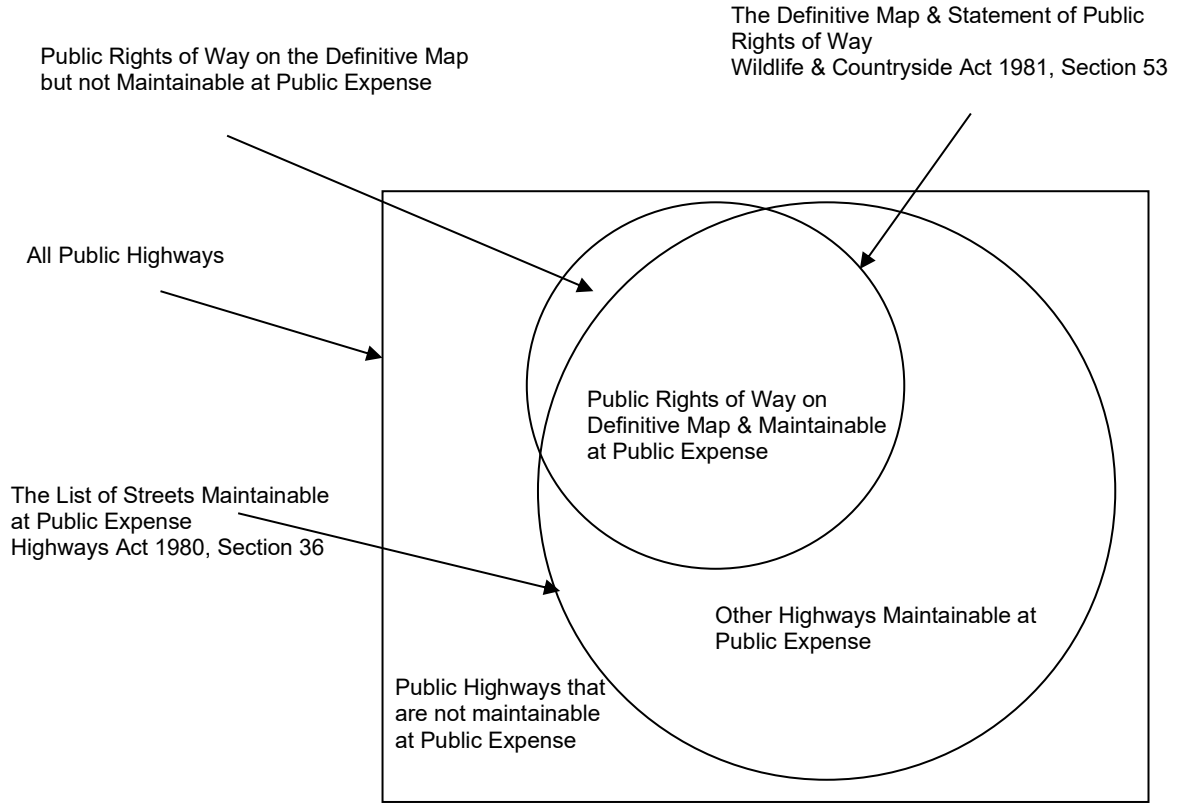 The Definitive Map & Statement of Public
Rights of Way
Wildlife & Countryside Act 1981, Section 53
Public Rights of Way on the Definitive Map
but not Maintainable at Public Expense
All Public Highways
Public Rights of Way on
Definitive Map & Maintainable
at Public Expense
The List of Streets Maintainable
at Public Expense
Highways Act 1980, Section 36
Other Highways Maintainable at
Public Expense
Public Highways that
are not maintainable
at Public Expense